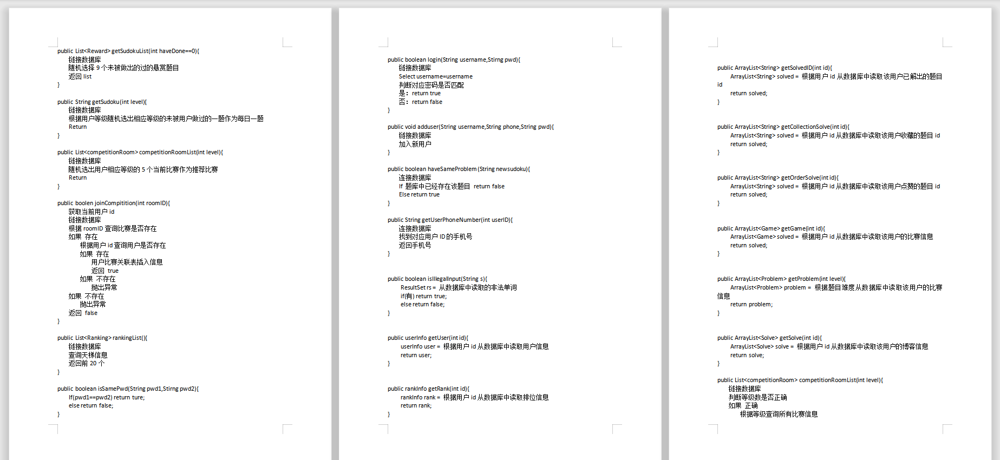 public List<Reward> getSudokuList(int haveDone==0){
链接数据库
随机选择 9 个未被做出的过的悬赏题目
返回 list
}
public String getSudoku(int level){
链接数据库
根据用户等级随机选出相应等级的未被用户做过的一题作为每日一题
Return
}
public List<competitionRoom> competitionRoomList(int level){
链接数据库
随机选出用户相应等级的 5 个当前比赛作为推荐比赛
Return
}
public boolen joinCompitition(int roomID){
获取当前用户 id
链接数据库
根据 roomID 查询比赛是否存在
如果 存在
根据用户 id 查询用户是否存在
如果 存在
用户比赛关联表插入信息
返回 true
如果 不存在
抛出异常
如果 不存在
抛出异常
返回 false
}
public List<Ranking> rankingList(){
链接数据库
查询天梯信息
返回前 20 个
}
public boolean isSamePwd(String pwd1,Stirng pwd2){
If(pwd1==pwd2) return ture;
else return false;
}
public boolean login(String username,Stirng pwd){
链接数据库
Select username=username
判断对应密码是否匹配
是：return true
否：return false
}
public void adduser(String username,String phone,String pwd){
链接数据库
加入新用户
}
public boolean haveSameProblem (String newsudoku){
连接数据库
If 题库中已经存在该题目 return false
Else return true
}
public String getUserPhoneNumber(int userID){
连接数据库
找到对应用户 ID 的手机号
返回手机号
}
public boolean isIllegalInput(String s){
ResultSet rs = 从数据库中读取的非法单词
if(有) return true;
else return false;
}
public userInfo getUser(int id){
userInfo user = 根据用户 id 从数据库中读取用户信息
return user;
}
public rankInfo getRank(int id){
rankInfo rank = 根据用户 id 从数据库中读取排位信息
return rank;
}
public ArrayList<String> getSolvedID(int id){
ArrayList<String> solved = 根据用户 id 从数据库中读取该用户已解出的题目
id
return solved;
}
public ArrayList<String> getCollectionSolve(int id){
ArrayList<String> solved = 根据用户 id 从数据库中读取该用户收藏的题目 id
return solved;
}
public ArrayList<String> getOrderSolve(int id){
ArrayList<String> solved = 根据用户 id 从数据库中读取该用户点赞的题目 id
return solved;
}
public ArrayList<Game> getGame(int id){
ArrayList<Game> solved = 根据用户 id 从数据库中读取该用户的比赛信息
return solved;
}
public ArrayList<Problem> getProblem(int level){
ArrayList<Problem> problem = 根据题目难度从数据库中读取该用户的比赛
信息
return problem;
}
public ArrayList<Solve> getSolve(int id){
ArrayList<Solve> solve = 根据用户 id 从数据库中读取该用户的博客信息
return solve;
}
public List<competitionRoom> competitionRoomList(int level){
链接数据库
判断等级数是否正确
如果 正确
根据等级查询所有比赛信息